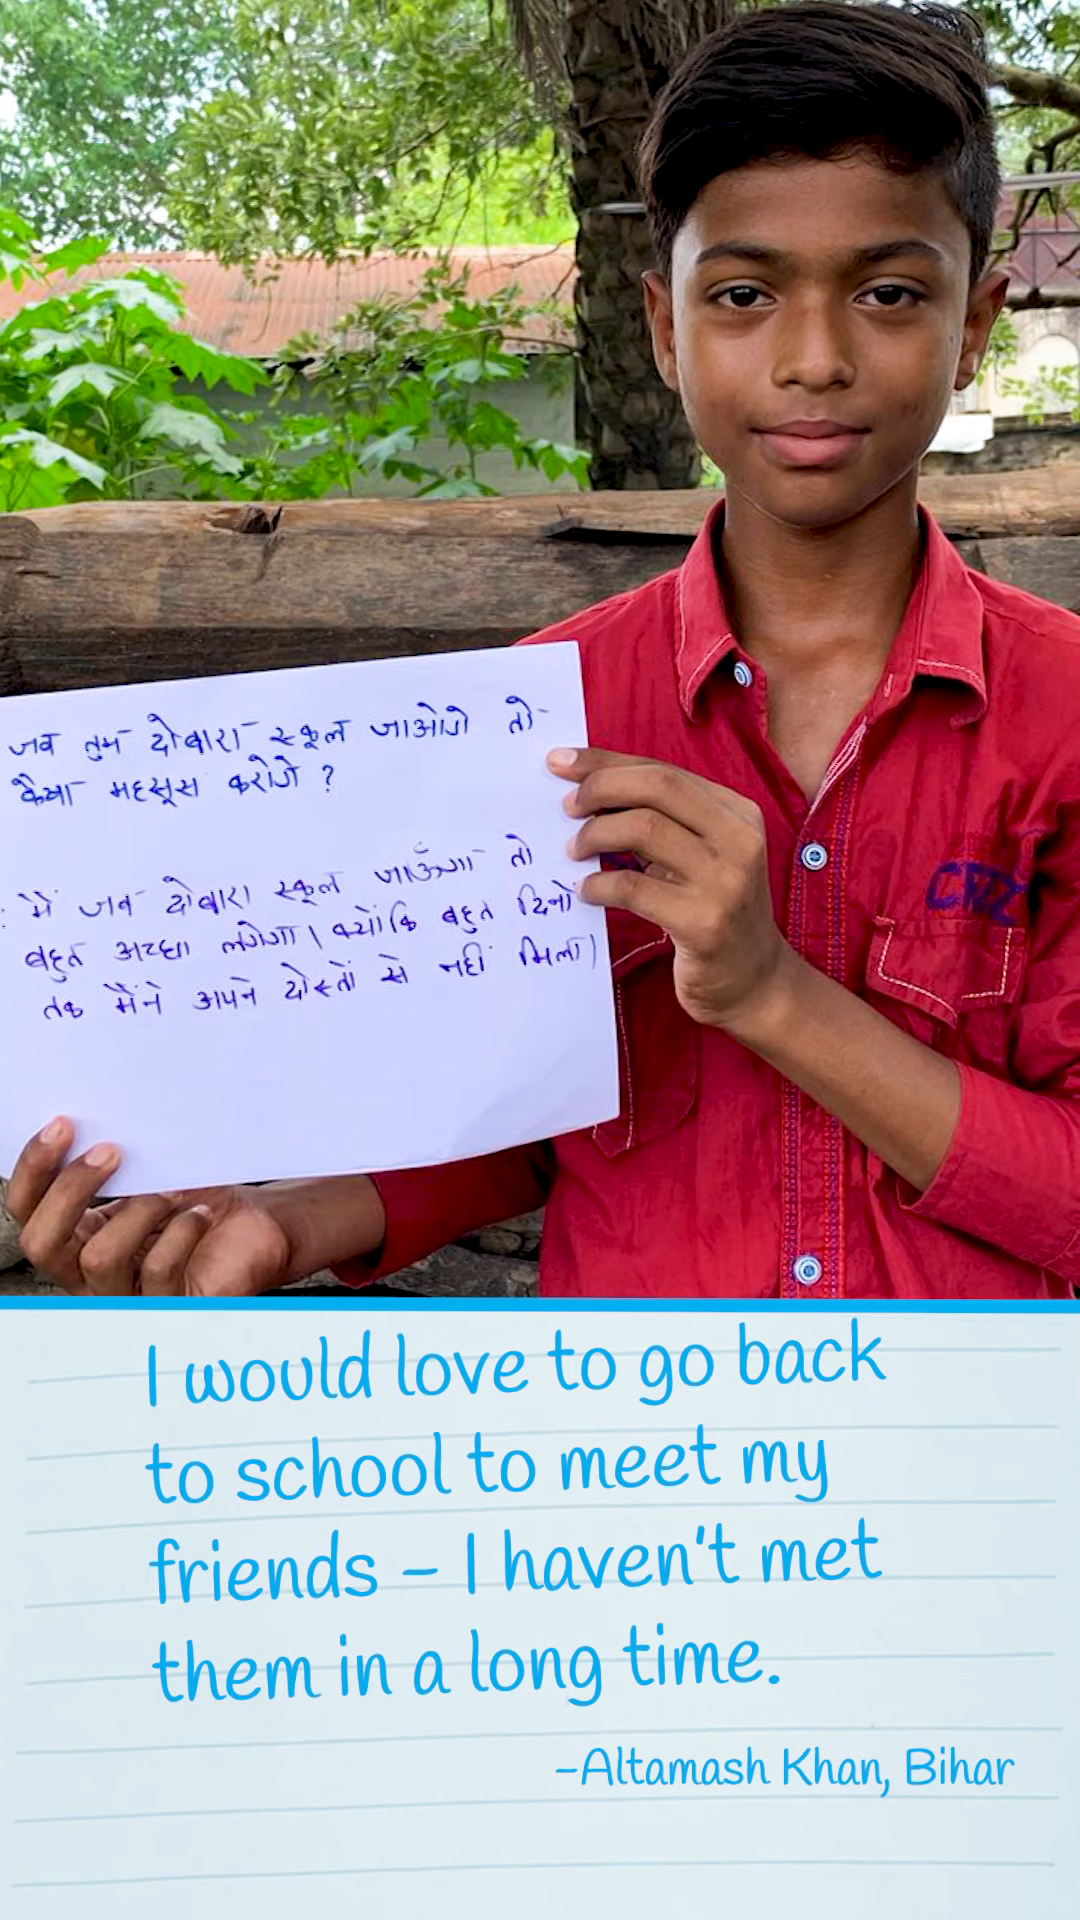 जब तुम दोबारा स्कूल जाओगे तो
कैसा महसूस करोगे ?
: मैं जब दोबारा स्कूल जाऊँगा तो
बहुत अच्छा लगेगा। क्योंकि बहुत दिनों
तक मैंने अपने दोस्तों से नहीं मिला।
I would love to go back
to school to meet my
friends – I haven't met
them in a long time.
–Altamash Khan, Bihar